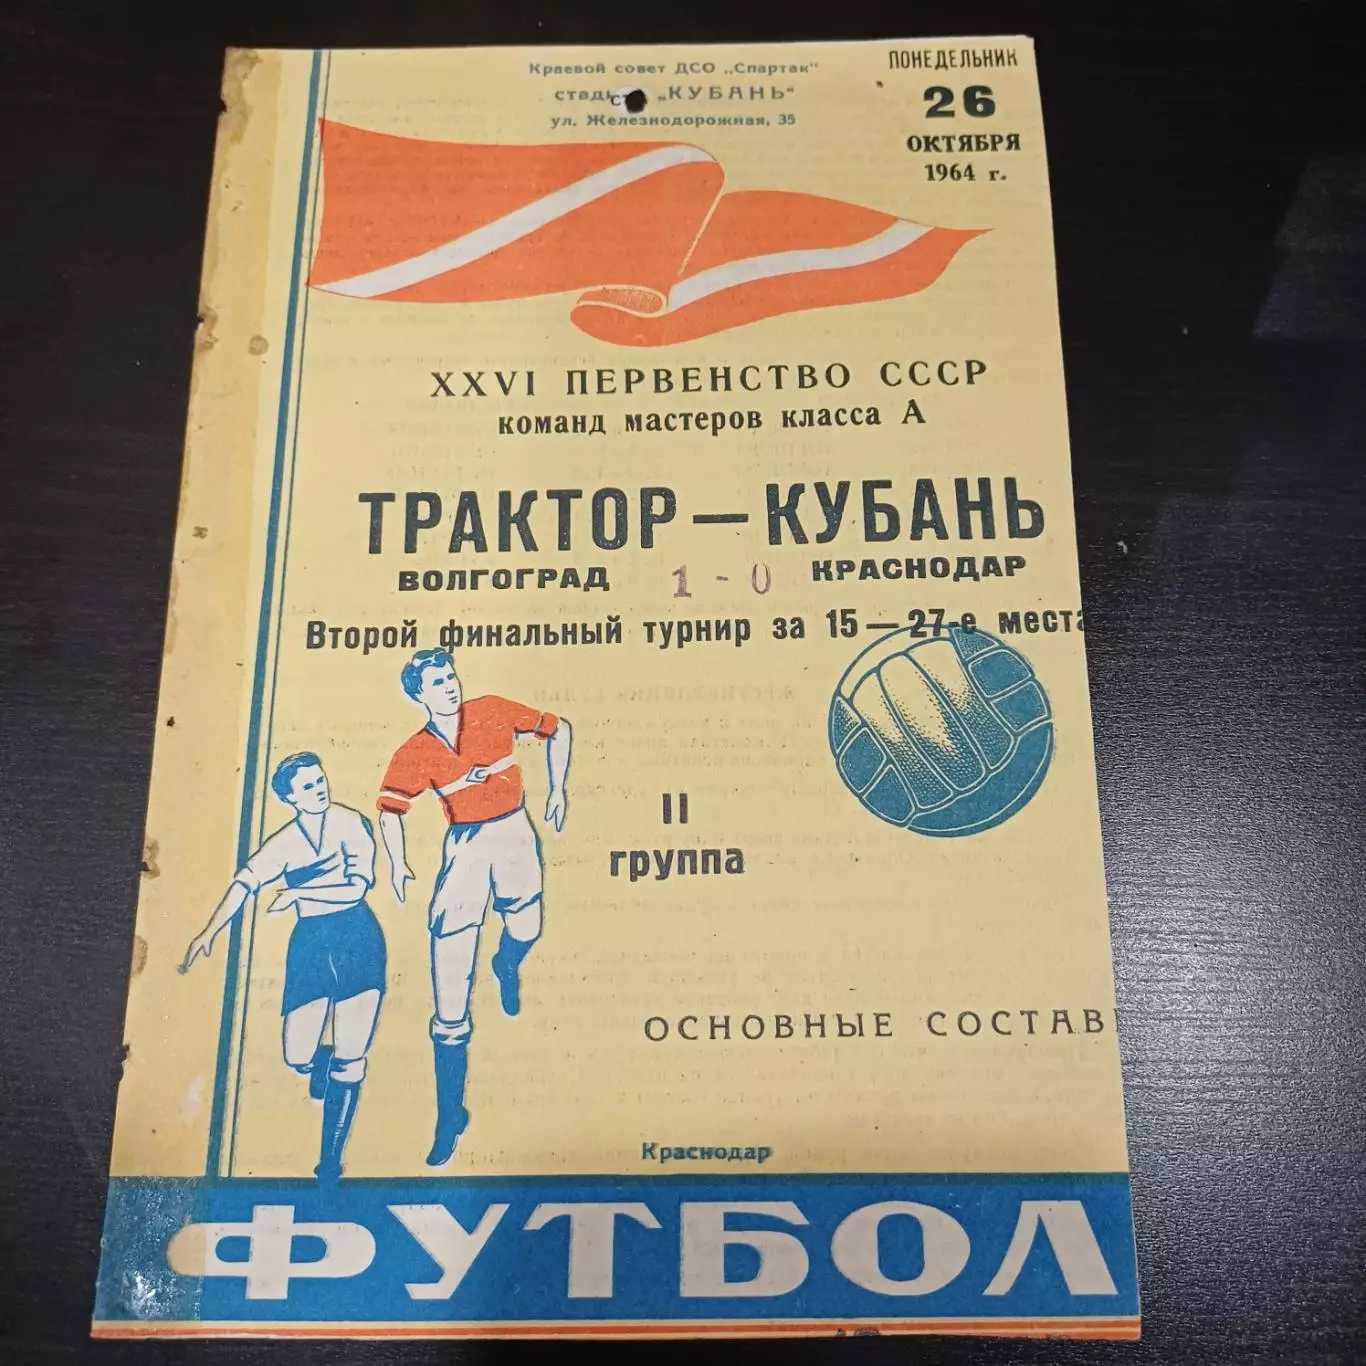 Краевой совет ДСО „Спартак"
стадион „КУБАНЬ"
ул. Железнодорожная, 35
ПОНЕДЕЛЬНИК
26
ОКТЯБРЯ
1964 г.
XXVI ПЕРВЕНСТВО СССР
команд мастеров класса А
ТРАКТОР — КУБАНЬ
ВОЛГОГРАД 1 - 0 КРАСНОДАР
Второй финальный турнир за 15 — 27-е места
II
группа
ОСНОВНЫЕ СОСТАВ
Краснодар
ФУТБОЛ